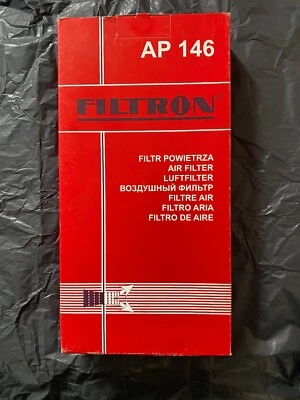 AP 146
FILTRON
FILTR POWIETRZA
AIR FILTER
LUFTFILTER
ВОЗДУШНЫЙ ФИЛЬТР
FILTRE AIR
FILTRO ARIA
FILTRO DE AIRE